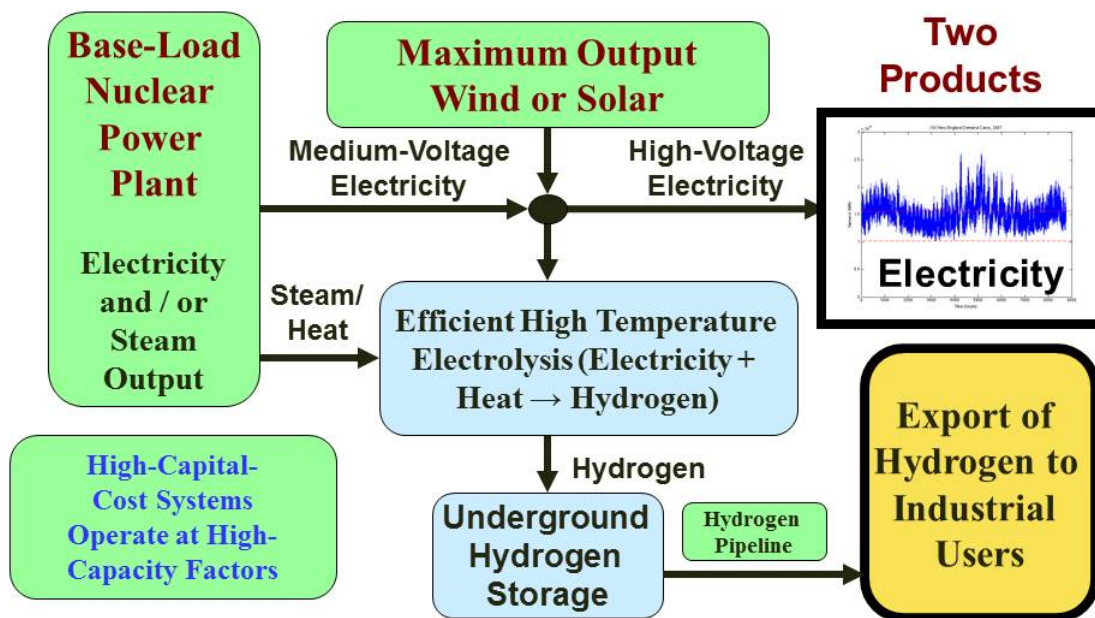 Base-Load
Nuclear
Power
Plant
Electricity
and / or
Steam
Output
Maximum Output
Wind or Solar
Two
Products
Medium-Voltage
Electricity
High-Voltage
Electricity
Electricity
Steam/
Heat
Efficient High Temperature
Electrolysis (Electricity +
Heat → Hydrogen)
High-Capital-
Cost Systems
Operate at High-
Capacity Factors
Hydrogen
Underground
Hydrogen
Storage
Hydrogen
Pipeline
Export of
Hydrogen to
Industrial
Users